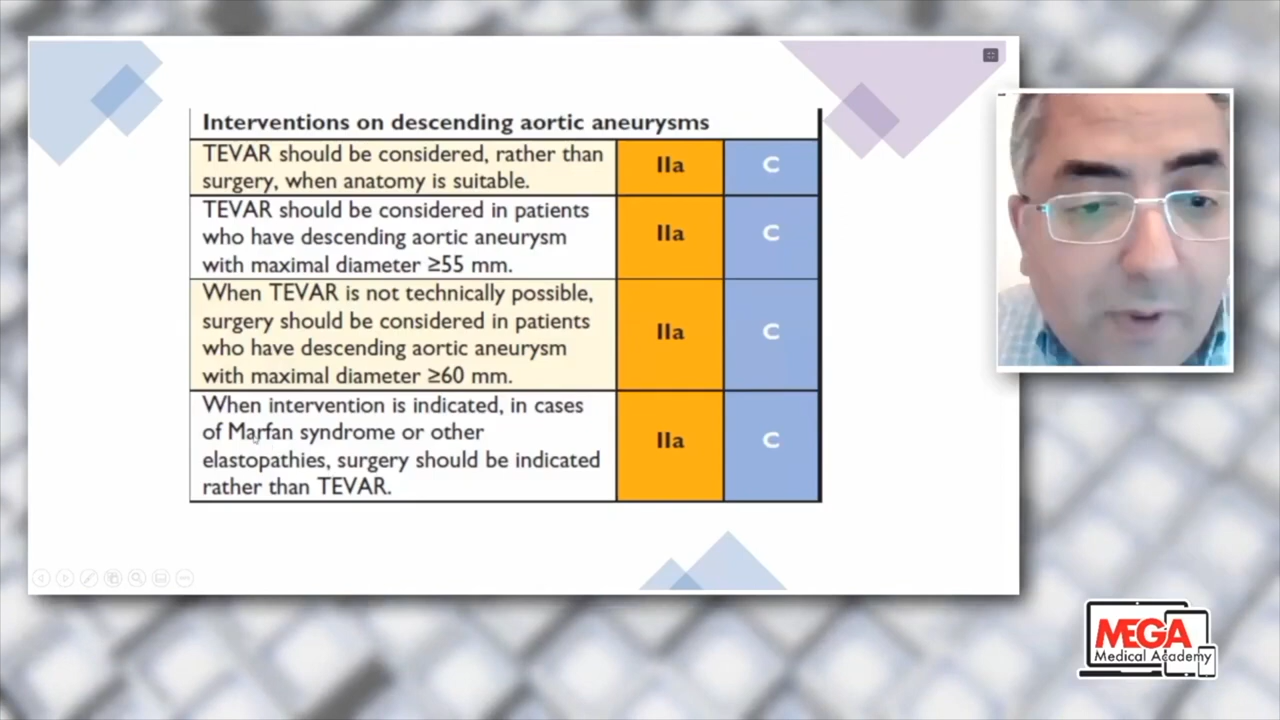 Interventions on descending aortic aneurysms
TEVAR should be considered, rather than
surgery, when anatomy is suitable.
IIa
C
TEVAR should be considered in patients
who have descending aortic aneurysm
with maximal diameter ≥55 mm.
IIa
C
When TEVAR is not technically possible,
surgery should be considered in patients
who have descending aortic aneurysm
with maximal diameter ≥60 mm.
IIa
C
When intervention is indicated, in cases
of Marfan syndrome or other
elastopathies, surgery should be indicated
rather than TEVAR.
IIa
C
MEGA
Medical Academy